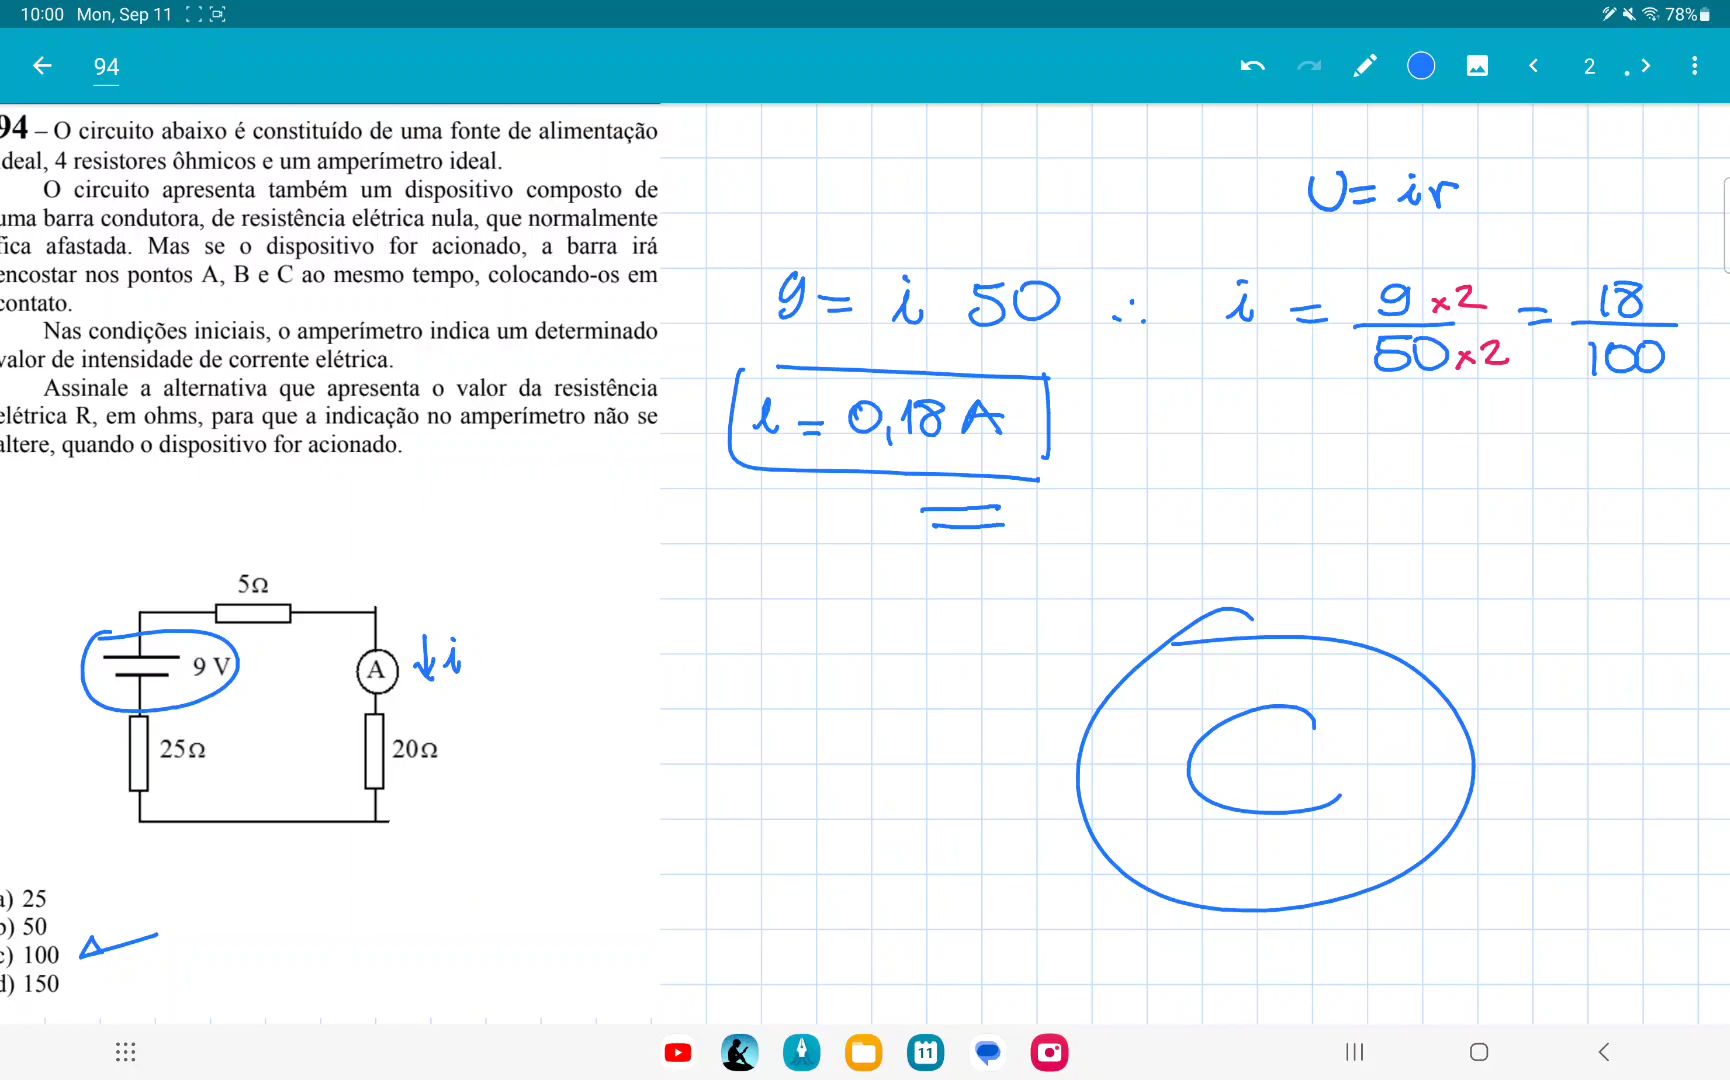 10:00 Mon, Sep 11 78%
94 2
94 – O circuito abaixo é constituído de uma fonte de alimentação
deal, 4 resistores ôhmicos e um amperímetro ideal.
O circuito apresenta também um dispositivo composto de
uma barra condutora, de resistência elétrica nula, que normalmente
fica afastada. Mas se o dispositivo for acionado, a barra irá
encostar nos pontos A, B e C ao mesmo tempo, colocando-os em
contato.
Nas condições iniciais, o amperímetro indica um determinado
valor de intensidade de corrente elétrica.
Assinale a alternativa que apresenta o valor da resistência
elétrica R, em ohms, para que a indicação no amperímetro não se
altere, quando o dispositivo for acionado.
U = i r
9 = i 50 ∴ i = 9 ×2 / 50 ×2 = 18 / 100
i = 0,18 A
5Ω
9 V
A
i
25Ω
20Ω
C
a) 25
b) 50
c) 100
d) 150
11